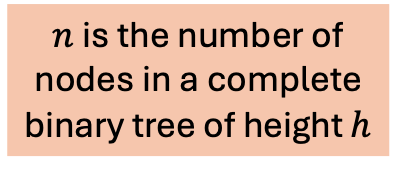 n is the number of
nodes in a complete
binary tree of height h